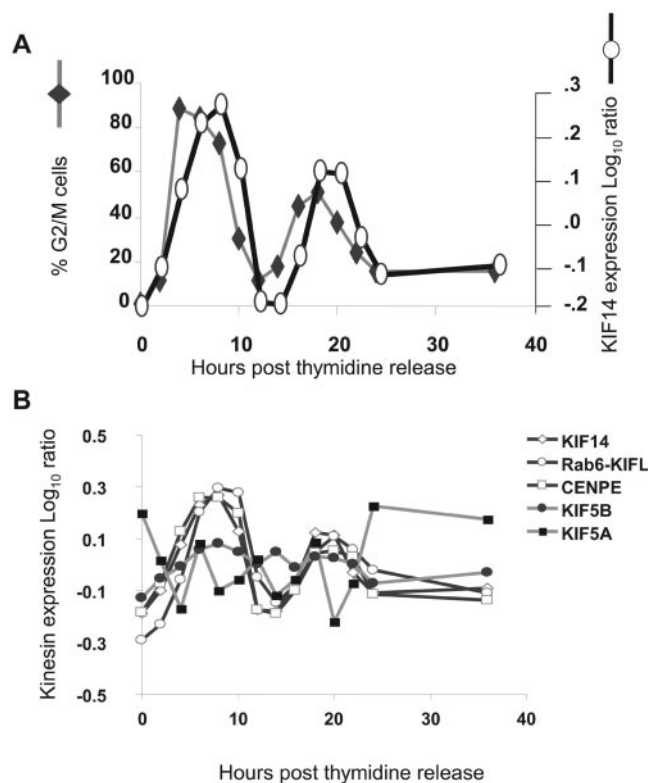 A
% G2/M cells
100
80
60
40
20
0
.3
.2
.1
.0
-.1
-.2
KIF14 expression Log10 ratio
0 10 20 30 40
Hours post thymidine release
B
Kinesin expression Log10 ratio
0.5
0.3
0.1
-0.1
-0.3
-0.5
KIF14
Rab6-KIFL
CENPE
KIF5B
KIF5A
0 10 20 30 40
Hours post thymidine release